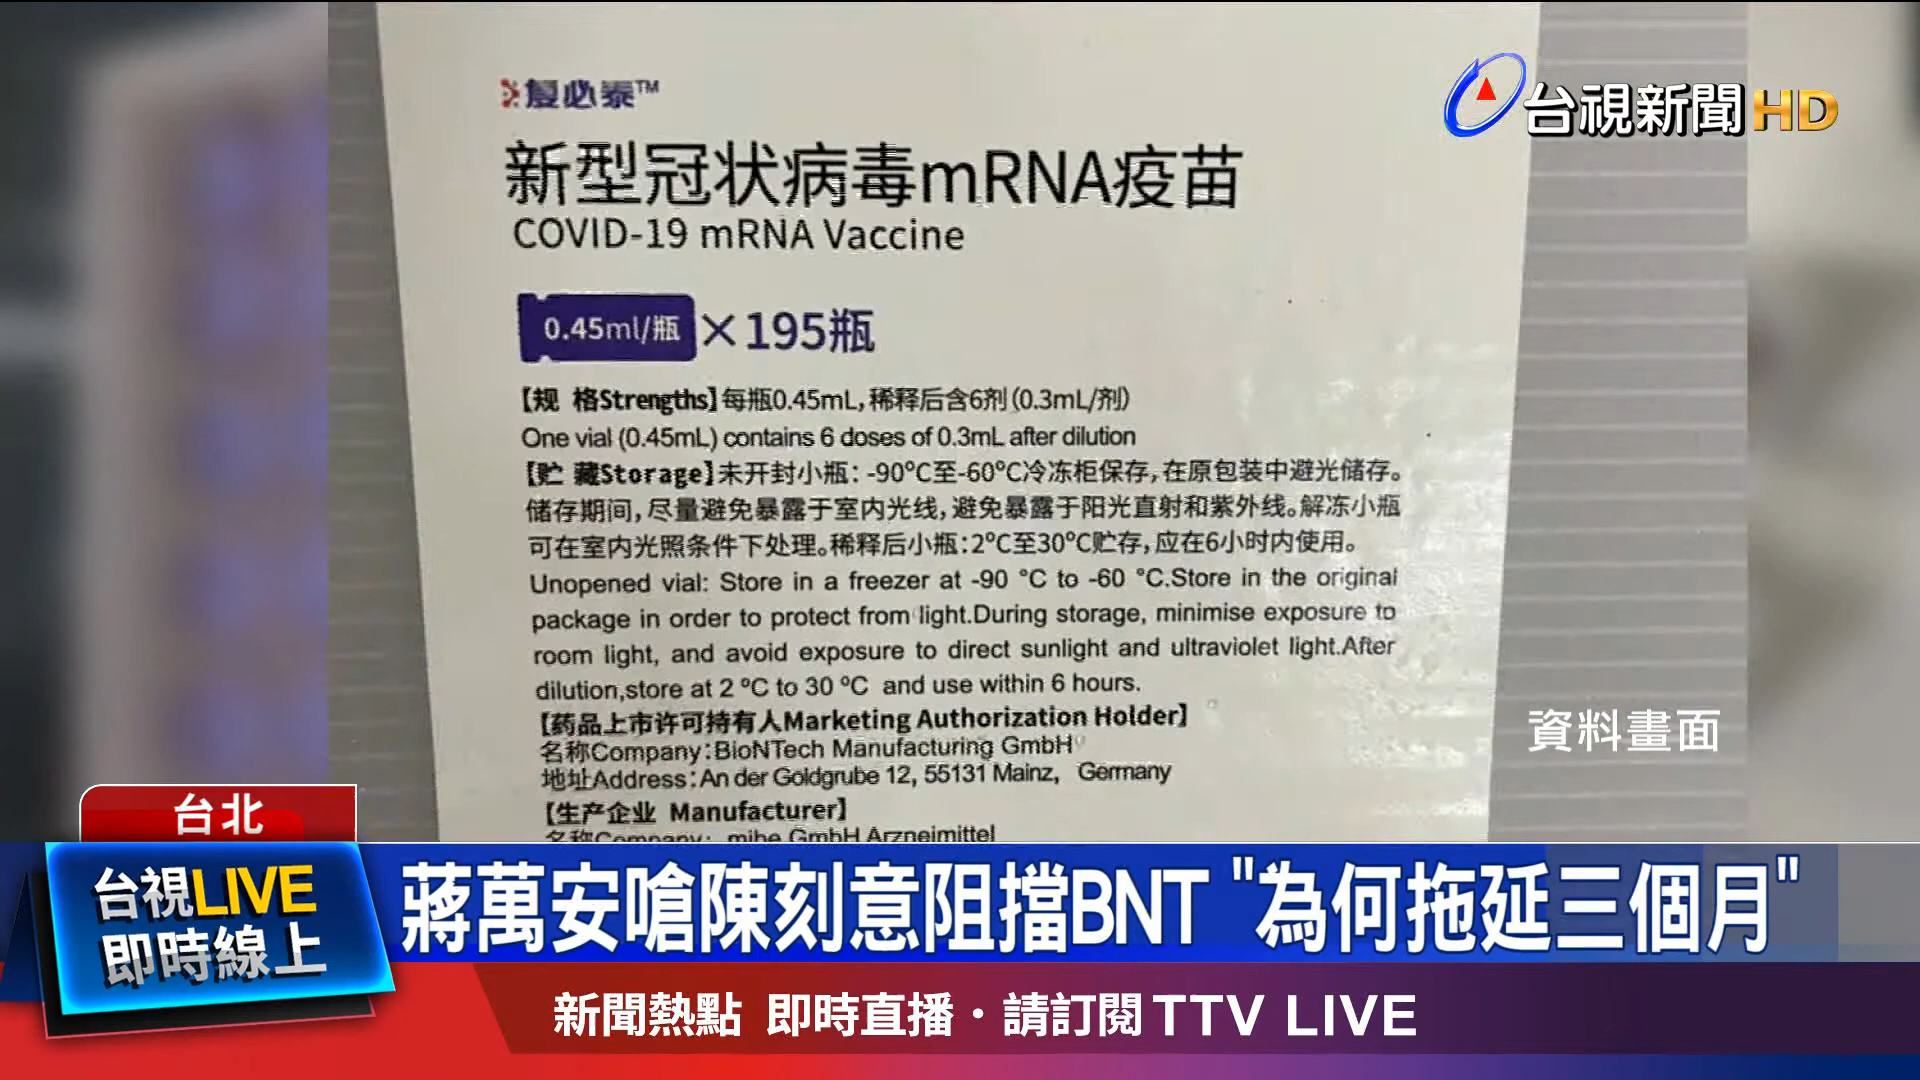 复必泰™
台視新聞HD
新型冠状病毒mRNA疫苗
COVID-19 mRNA Vaccine
0.45ml/瓶 ×195瓶
【规 格Strengths】每瓶0.45mL,稀释后含6剂(0.3mL/剂)
One vial (0.45mL) contains 6 doses of 0.3mL after dilution
【贮 藏Storage】未开封小瓶: -90°C至-60°C冷冻柜保存,在原包装中避光储存。
储存期间,尽量避免暴露于室内光线,避免暴露于阳光直射和紫外线。解冻小瓶
可在室内光照条件下处理。稀释后小瓶:2°C至30°C贮存,应在6小时内使用。
Unopened vial: Store in a freezer at -90 °C to -60 °C.Store in the original
package in order to protect from light.During storage, minimise exposure to
room light, and avoid exposure to direct sunlight and ultraviolet light.After
dilution,store at 2 °C to 30 °C and use within 6 hours.
【药品上市许可持有人Marketing Authorization Holder】
名称Company:BioNTech Manufacturing GmbH
地址Address:An der Goldgrube 12, 55131 Mainz, Germany
【生产企业 Manufacturer】
名称Company: mibe GmbH Arzneimittel
資料畫面
台北
台視LIVE
即時線上
蔣萬安嗆陳刻意阻擋BNT "為何拖延三個月"
新聞熱點 即時直播・請訂閱TTV LIVE